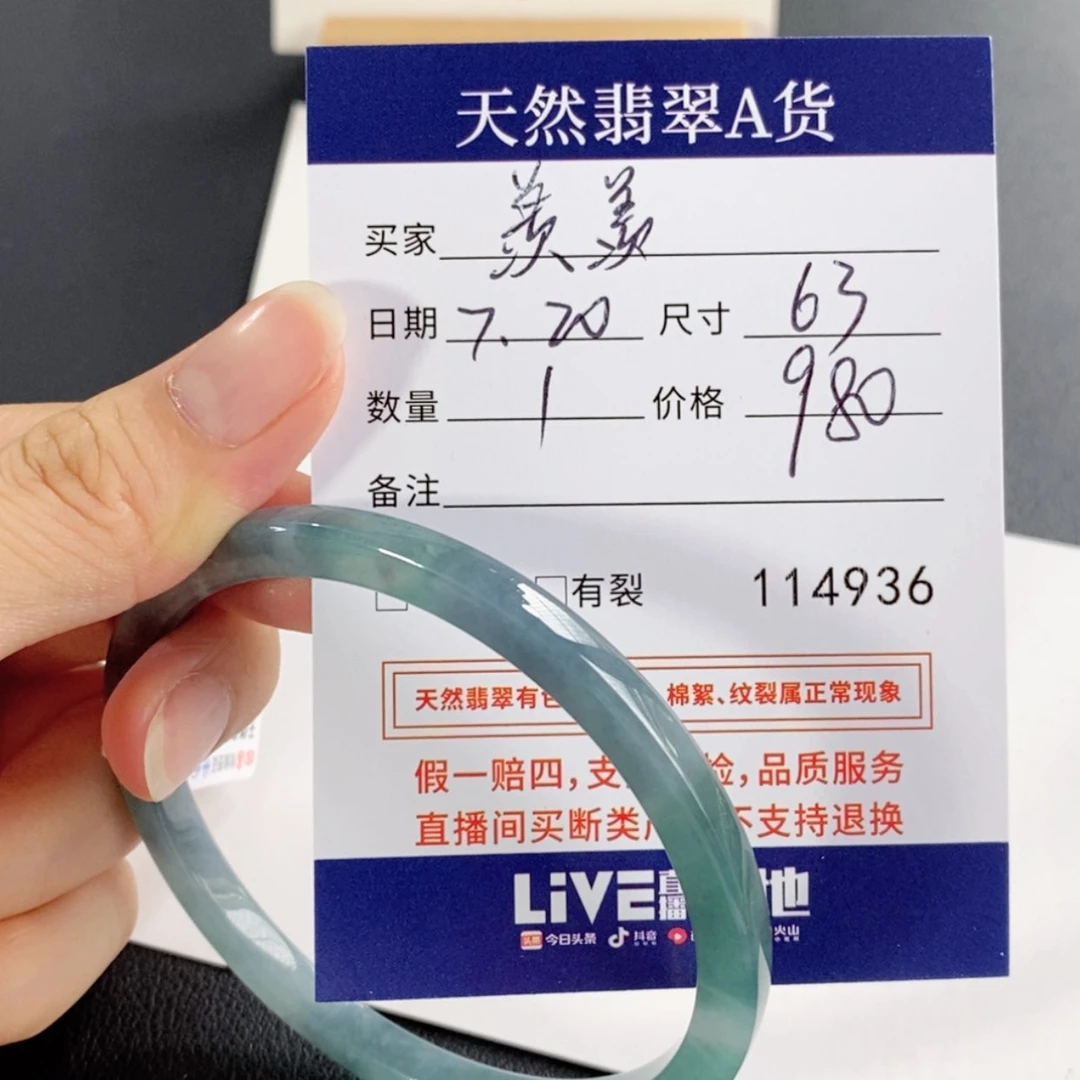 天然翡翠A货
买家 羡羡
日期 7.20 尺寸 63
数量 1 价格 980
备注
有裂 114936
天然翡翠有 棉絮、纹裂属正常现象
假一赔四,支 检,品质服务
直播间买断类 不支持退换
LiVE 地
头条 今日头条 抖音 火山